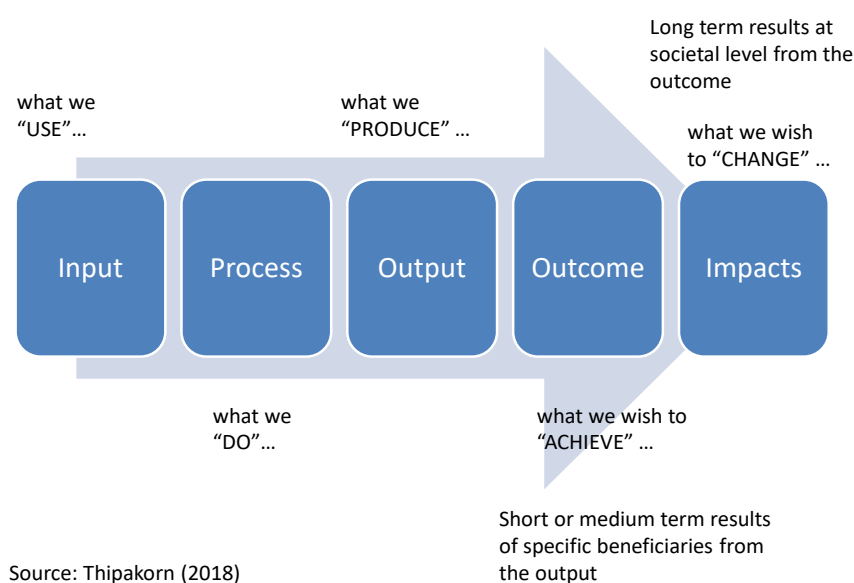 Long term results at
societal level from the
outcome
what we
“USE”…
what we
“PRODUCE” …
what we wish
to “CHANGE” …
Input
Process
Output
Outcome
Impacts
what we
“DO”…
what we wish to
“ACHIEVE” …
Short or medium term results
of specific beneficiaries from
the output
Source: Thipakorn (2018)